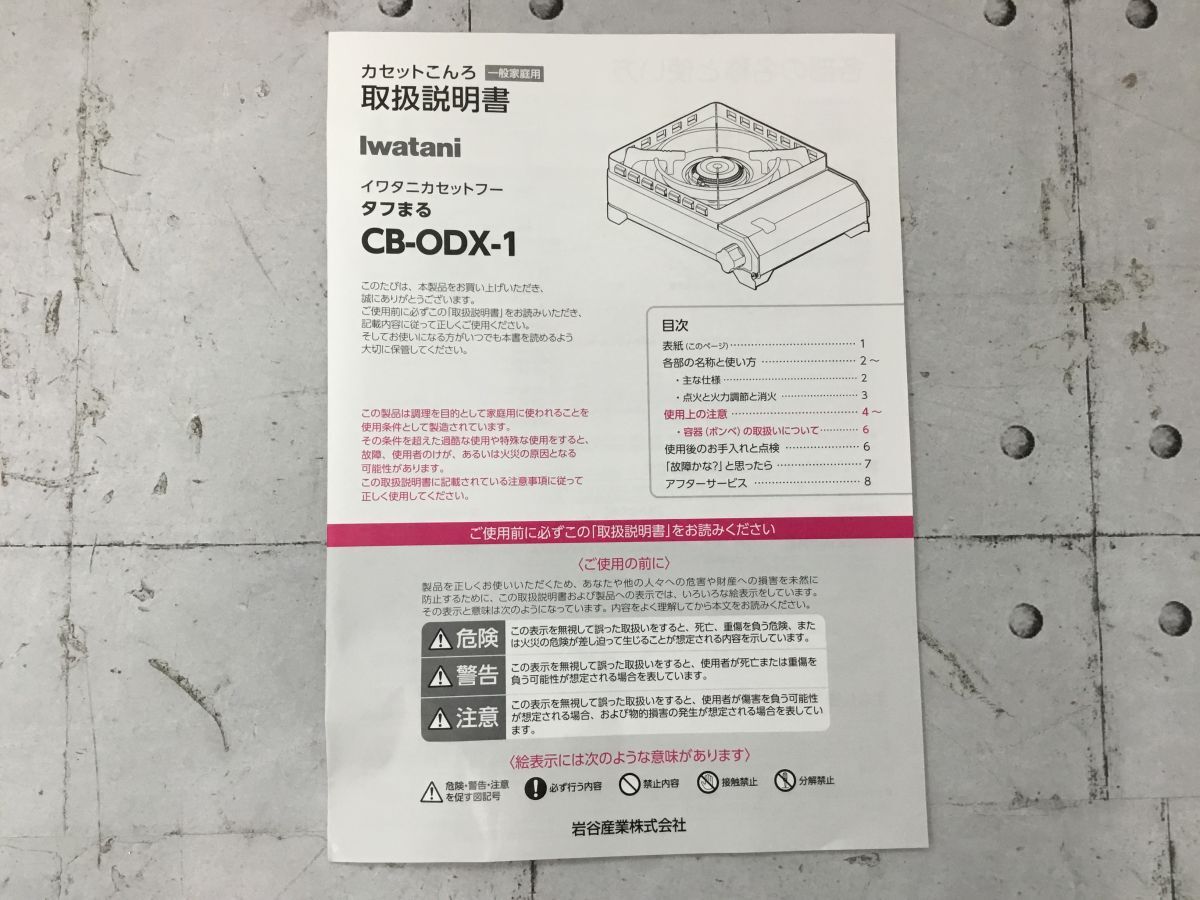 カセットこんろ 一般家庭用
取扱説明書
Iwatani
イワタニカセットフー
タフまる
CB-ODX-1
このたびは、本製品をお買い上げいただき、
誠にありがとうございます。
ご使用前に必ずこの「取扱説明書」をお読みいただき、
記載内容に従って正しくご使用ください。
そしてお使いになる方がいつでも本書を読めるよう
大切に保管してください。
この製品は調理を目的として家庭用に使われることを
使用条件として製造されています。
その条件を超えた過酷な使用や特殊な使用をすると、
故障、使用者のけが、あるいは火災の原因となる
可能性があります。
この取扱説明書に記載されている注意事項に従って
正しく使用してください。
目次
表紙(このページ)‥‥‥‥‥‥‥‥ 1
各部の名称と使い方 ‥‥‥‥‥‥ 2～
・主な仕様‥‥‥‥‥‥‥‥‥ 2
・点火と火力調節と消火 ‥‥‥‥‥ 3
使用上の注意 ‥‥‥‥‥‥‥‥ 4～
・容器(ボンベ)の取扱いについて‥‥‥ 6
使用後のお手入れと点検 ‥‥‥‥‥ 6
「故障かな?」と思ったら ‥‥‥‥‥ 7
アフターサービス ‥‥‥‥‥‥‥ 8
ご使用前に必ずこの「取扱説明書」をお読みください
〈ご使用の前に〉
製品を正しくお使いいただくため、あなたや他の人々への危害や財産への損害を未然に
防止するために、この取扱説明書および製品への表示では、いろいろな絵表示をしています。
その表示と意味は次のようになっています。内容をよく理解してから本文をお読みください。
危険 この表示を無視して誤った取扱いをすると、死亡、重傷を負う危険、また
は火災の危険が差し迫って生じることが想定される内容を示しています。
警告 この表示を無視して誤った取扱いをすると、使用者が死亡または重傷を
負う可能性が想定される場合を表しています。
注意 この表示を無視して誤った取扱いをすると、使用者が傷害を負う可能性
が想定される場合、および物的損害の発生が想定される場合を表してい
ます。
〈絵表示には次のような意味があります〉
危険・警告・注意
を促す図記号
必ず行う内容
禁止内容
接触禁止
分解禁止
岩谷産業株式会社